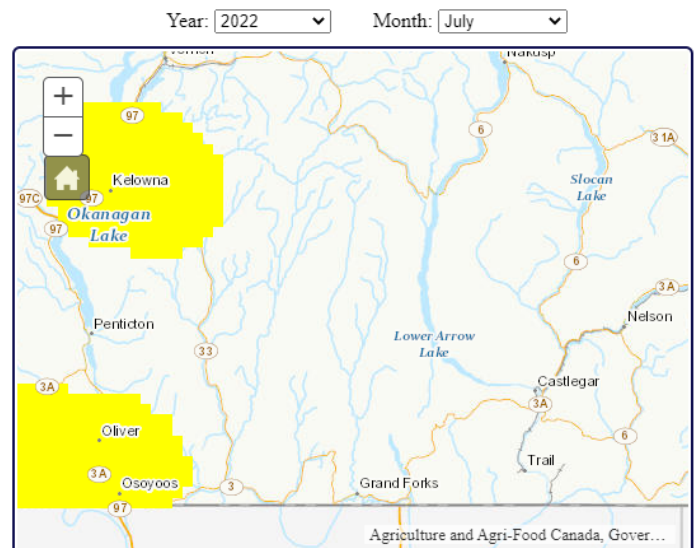 Year: 2022 Month: July
Nakusp
+
97
6
3 1A
−
Kelowna
Slocan
Lake
97C
97
Okanagan
Lake
97
6
3A
Nelson
Penticton
Lower Arrow
Lake
33
3A
Castlegar
3A
Oliver
6
Trail
3A
Osoyoos
3
Grand Forks
97
Agriculture and Agri-Food Canada, Gover...